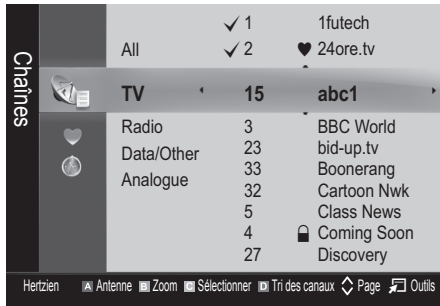 Chaînes
✓ 1 1futech
All ✓ 2 ♥ 24ore.tv
TV 15 abc1
Radio 3 BBC World
Data/Other 23 bid-up.tv
Analogue 33 Boonerang
32 Cartoon Nwk
5 Class News
4 Coming Soon
27 Discovery
Hertzien A Antenne B Zoom C Sélectionner D Tri des canaux Page Outils